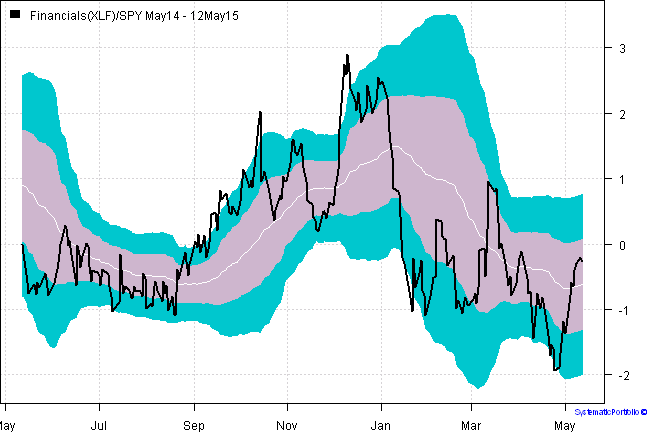 Financials(XLF)/SPY May14 - 12May15
3
2
1
0
-1
-2
May Jul Sep Nov Jan Mar May
SystematicPortfolio ©